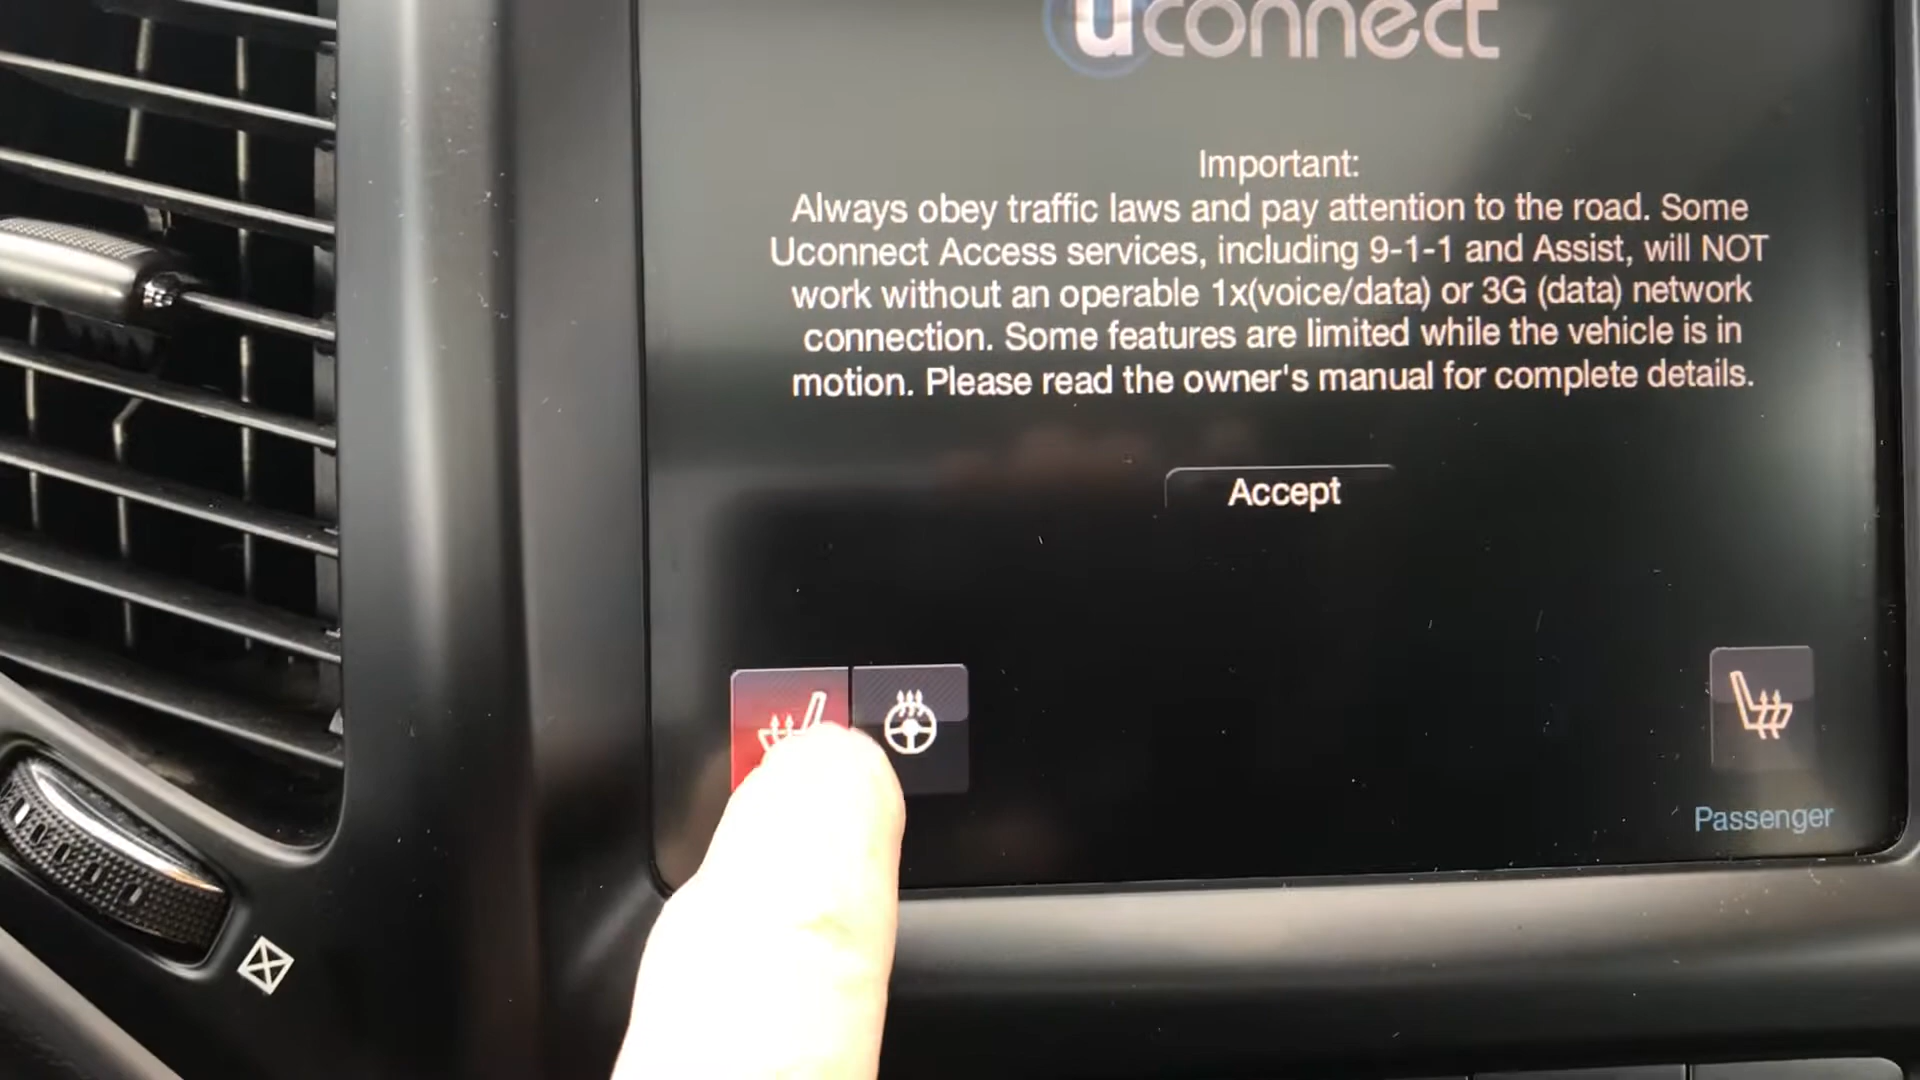 uconnect
Important:
Always obey traffic laws and pay attention to the road. Some
Uconnect Access services, including 9-1-1 and Assist, will NOT
work without an operable 1x(voice/data) or 3G (data) network
connection. Some features are limited while the vehicle is in
motion. Please read the owner's manual for complete details.
Accept
Passenger